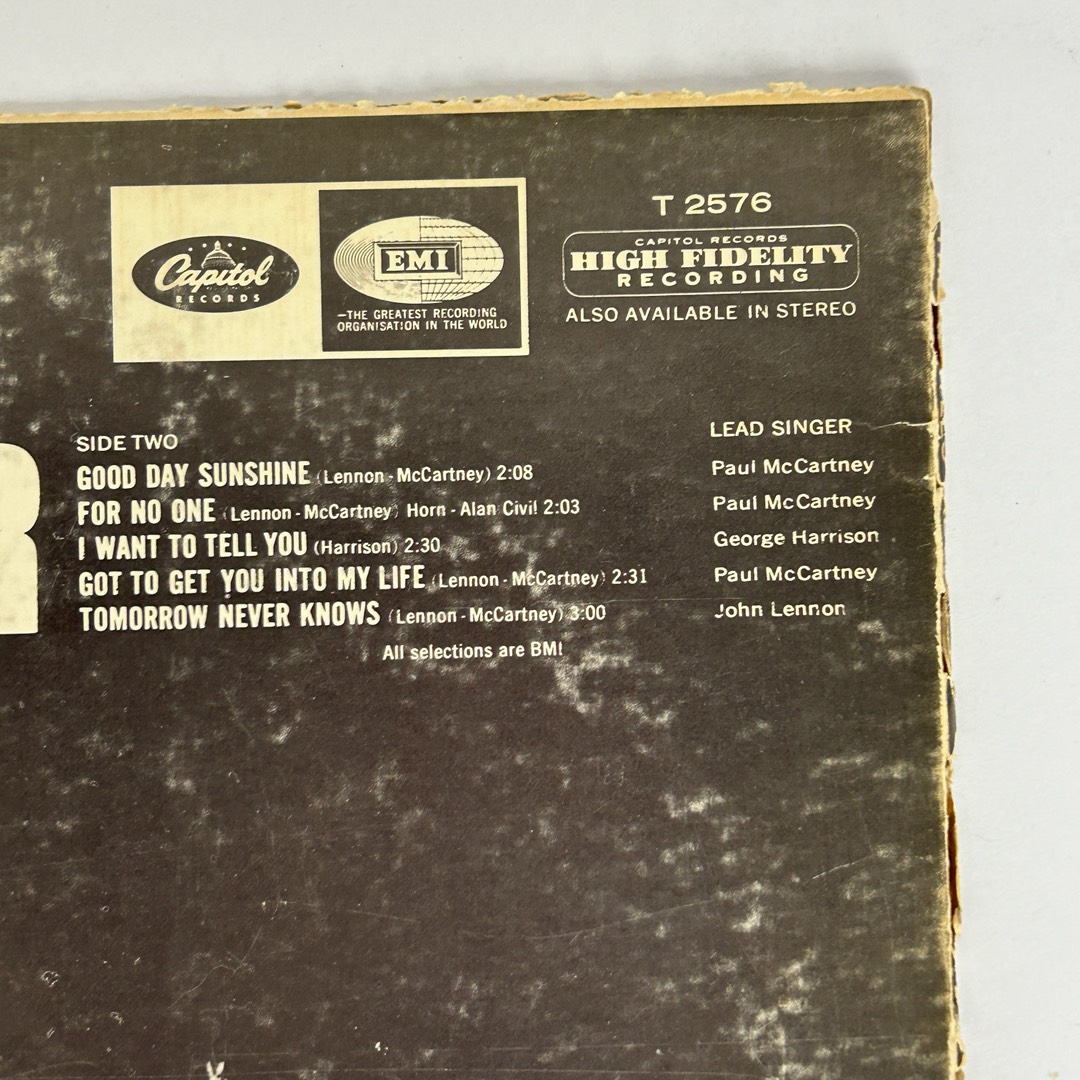 T 2576
Capitol
RECORDS
EMI
—THE GREATEST RECORDING
ORGANISATION IN THE WORLD
CAPITOL RECORDS
HIGH FIDELITY
RECORDING
ALSO AVAILABLE IN STEREO
SIDE TWO LEAD SINGER
GOOD DAY SUNSHINE (Lennon - McCartney) 2:08 Paul McCartney
FOR NO ONE (Lennon - McCartney) Horn - Alan Civil 2:03 Paul McCartney
I WANT TO TELL YOU (Harrison) 2:30 George Harrison
GOT TO GET YOU INTO MY LIFE (Lennon - McCartney) 2:31 Paul McCartney
TOMORROW NEVER KNOWS (Lennon - McCartney) 3:00 John Lennon
All selections are BMI